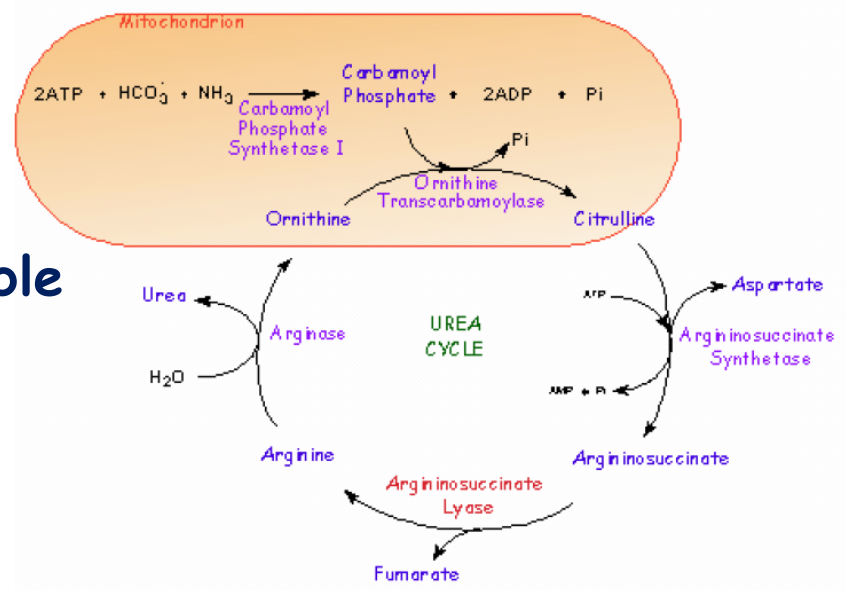 Mitochondrion
2ATP + HCO3- + NH3
Carbamoyl
Phosphate
Synthetase I
Carbamoyl
Phosphate + 2ADP + Pi
Pi
Ornithine
Transcarbamoylase
Ornithine
Citrulline
ble
Urea
Arginase
H2O
UREA
CYCLE
ATP
Aspartate
Argininosuccinate
Synthetase
AMP + Pi
Arginine
Argininosuccinate
Argininosuccinate
Lyase
Fumarate